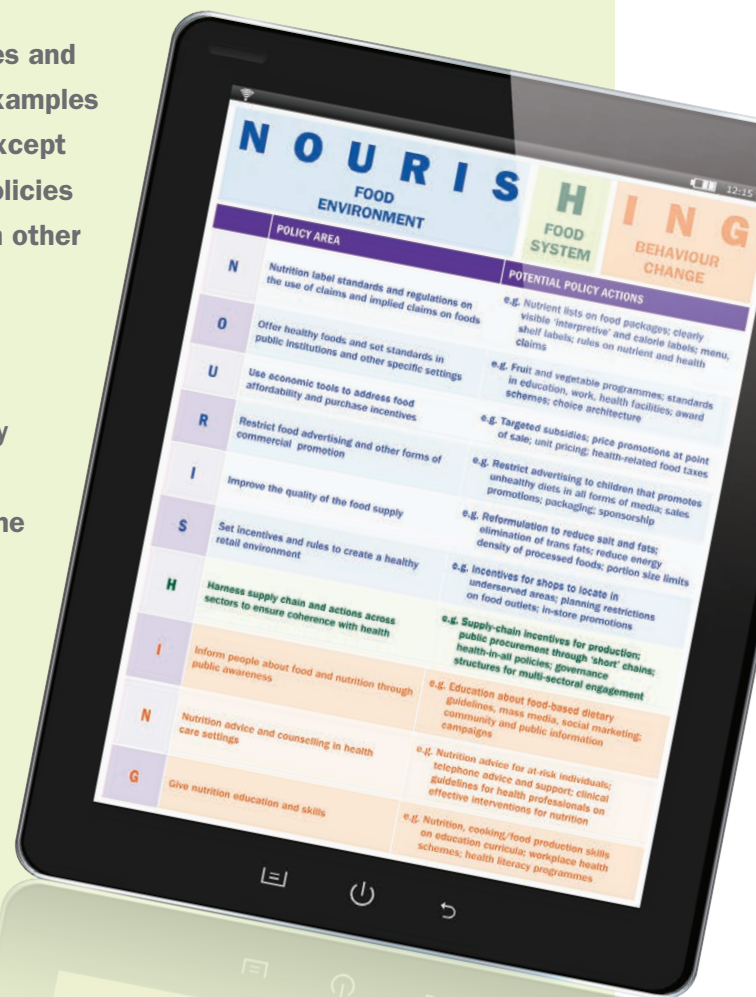 es and
xamples
xcept
olicies
n other
y
ne
12:15
N O U R I S
FOOD
ENVIRONMENT
H
FOOD
SYSTEM
I N G
BEHAVIOUR
CHANGE
POLICY AREA
POTENTIAL POLICY ACTIONS
N
Nutrition label standards and regulations on
the use of claims and implied claims on foods
e.g. Nutrient lists on food packages; clearly
visible 'interpretive' and calorie labels; menu,
shelf labels; rules on nutrient and health
claims
O
Offer healthy foods and set standards in
public institutions and other specific settings
e.g. Fruit and vegetable programmes; standards
in education, work, health facilities; award
schemes; choice architecture
U
Use economic tools to address food
affordability and purchase incentives
e.g. Targeted subsidies; price promotions at point
of sale; unit pricing; health-related food taxes
R
Restrict food advertising and other forms of
commercial promotion
e.g. Restrict advertising to children that promotes
unhealthy diets in all forms of media; sales
promotions; packaging; sponsorship
I
Improve the quality of the food supply
e.g. Reformulation to reduce salt and fats;
elimination of trans fats; reduce energy
density of processed foods; portion size limits
S
Set incentives and rules to create a healthy
retail environment
e.g. Incentives for shops to locate in
underserved areas; planning restrictions
on food outlets; in-store promotions
H
Harness supply chain and actions across
sectors to ensure coherence with health
e.g. Supply-chain incentives for production;
public procurement through 'short' chains;
health-in-all policies; governance
structures for multi-sectoral engagement
I
Inform people about food and nutrition through
public awareness
e.g. Education about food-based dietary
guidelines, mass media, social marketing;
community and public information
campaigns
N
Nutrition advice and counselling in health
care settings
e.g. Nutrition advice for at-risk individuals;
telephone advice and support; clinical
guidelines for health professionals on
effective interventions for nutrition
G
Give nutrition education and skills
e.g. Nutrition, cooking/food production skills
on education curricula; workplace health
schemes; health literacy programmes